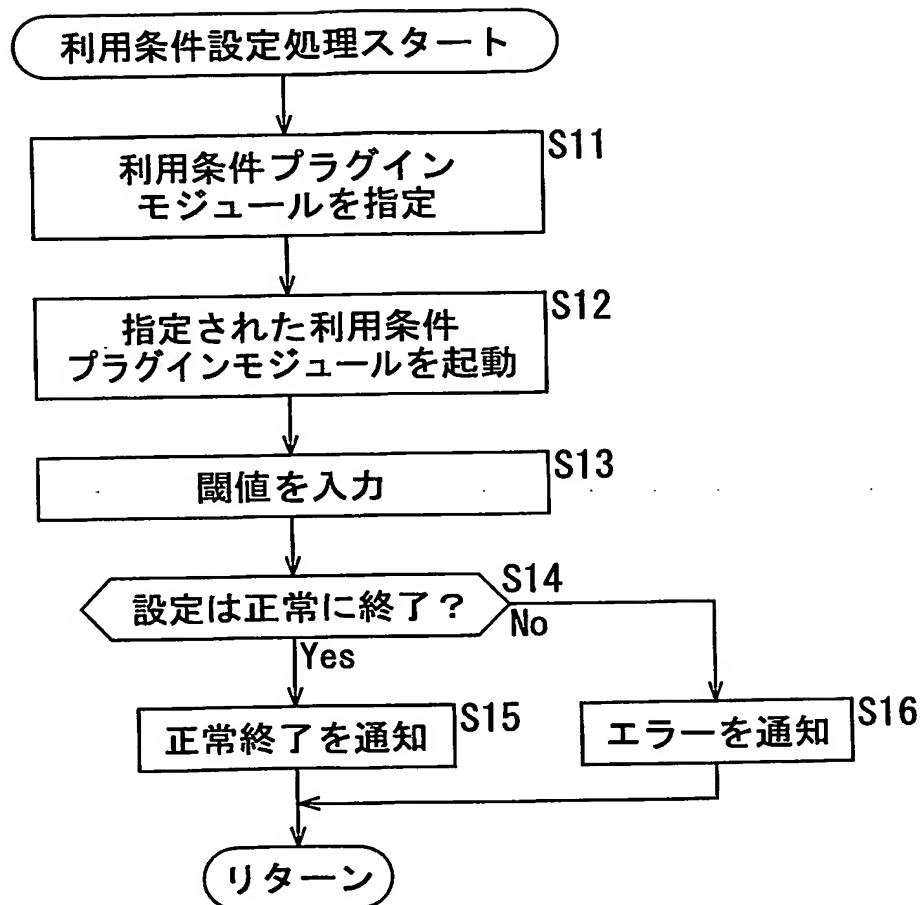 利用条件設定処理スタート
S11
利用条件プラグイン
モジュールを指定
S12
指定された利用条件
プラグインモジュールを起動
S13
閾値を入力
S14
設定は正常に終了？
No
Yes
正常終了を通知
S15
エラーを通知
S16
リターン